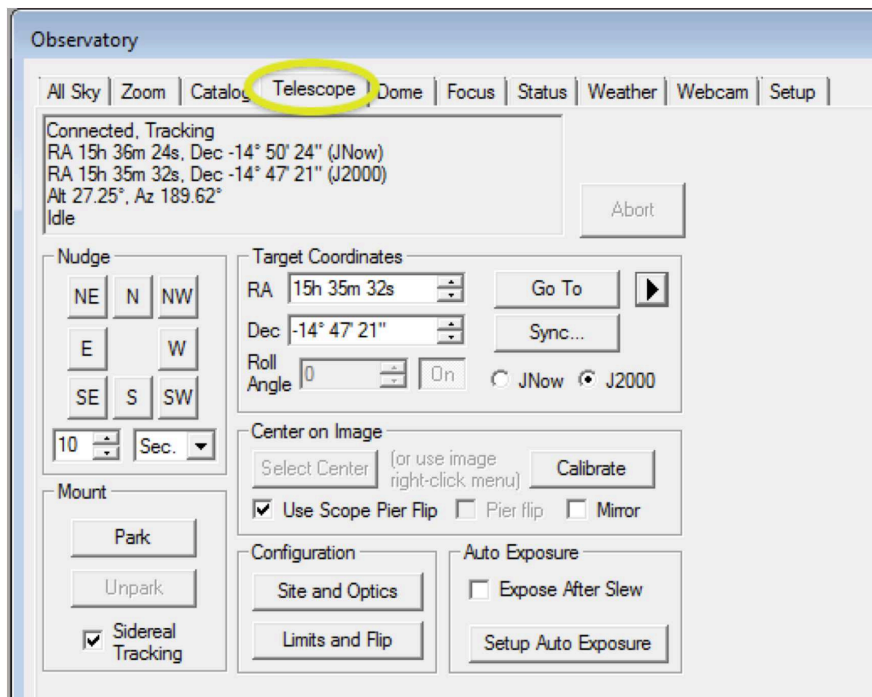 Observatory
All Sky Zoom Catalog Telescope Dome Focus Status Weather Webcam Setup
Connected, Tracking
RA 15h 36m 24s, Dec -14° 50' 24" (JNow)
RA 15h 35m 32s, Dec -14° 47' 21" (J2000)
Alt 27.25°, Az 189.62°
Idle
Abort
Nudge
NE N NW
E W
SE S SW
10 Sec.
Target Coordinates
RA 15h 35m 32s Go To
Dec -14° 47' 21" Sync...
Roll
Angle 0 On JNow J2000
Center on Image
Select Center (or use image
right-click menu) Calibrate
Use Scope Pier Flip Pier flip Mirror
Mount
Park
Unpark
Sidereal
Tracking
Configuration
Site and Optics
Limits and Flip
Auto Exposure
Expose After Slew
Setup Auto Exposure